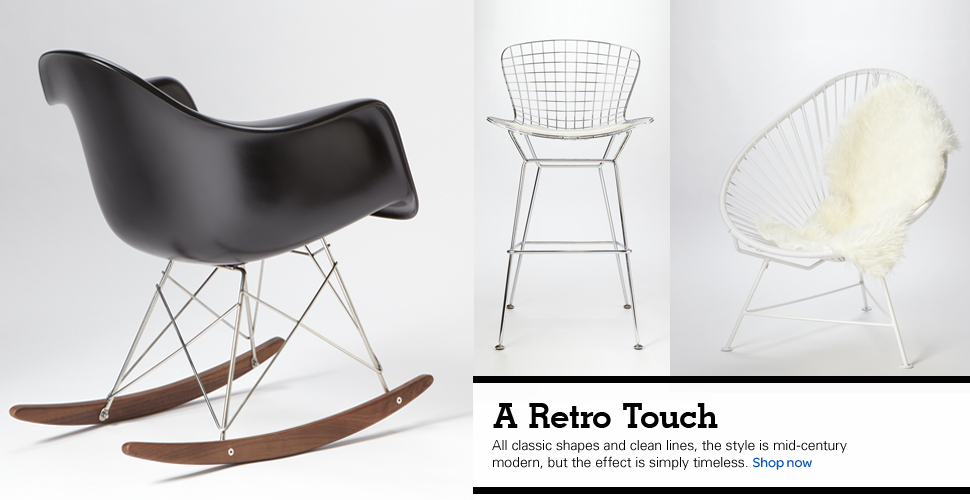 A Retro Touch
All classic shapes and clean lines, the style is mid-century
modern, but the effect is simply timeless. Shop now